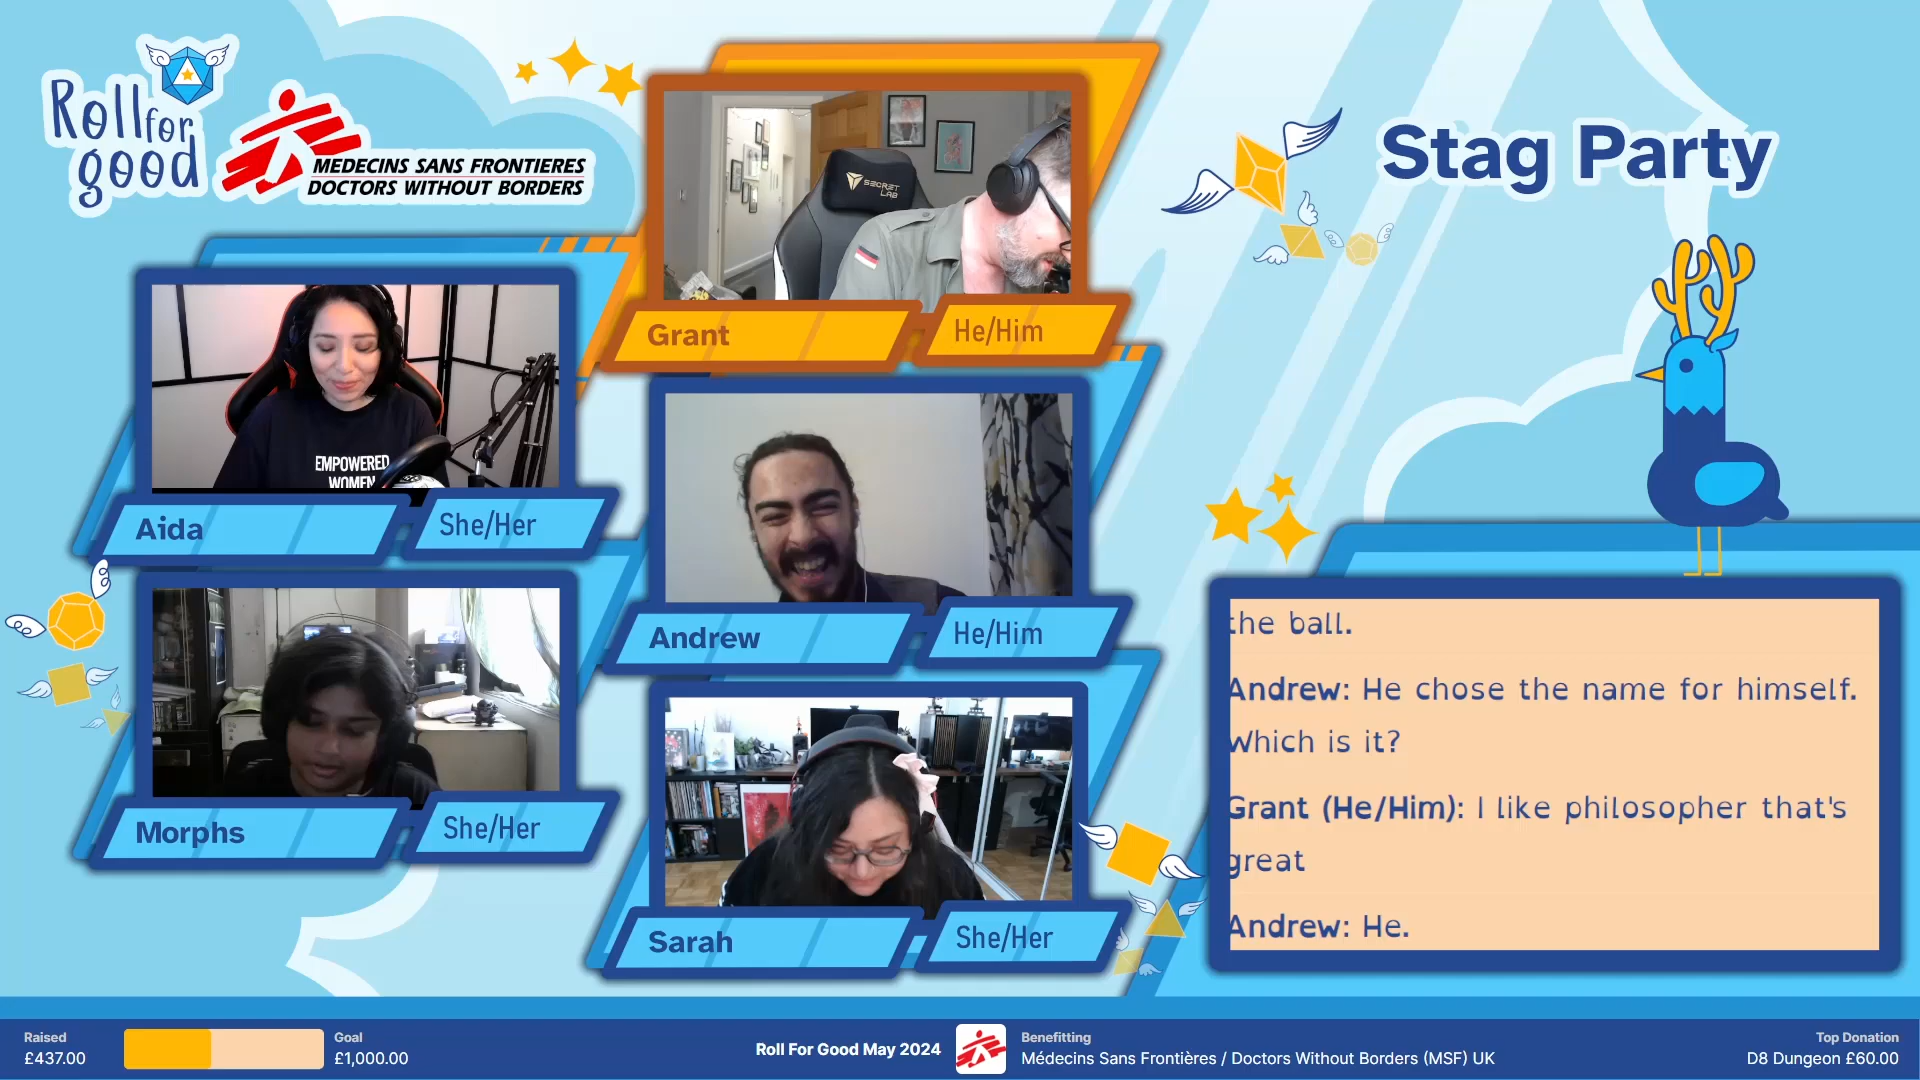 Roll for
good
MEDECINS SANS FRONTIERES
DOCTORS WITHOUT BORDERS
Stag Party
SECRET
LAB
Grant
He/Him
EMPOWERED
WOMEN
Aida
She/Her
Andrew
He/Him
Morphs
She/Her
Sarah
She/Her
the ball.
Andrew: He chose the name for himself.
Which is it?
Grant (He/Him): I like philosopher that's
great
Andrew: He.
Raised
£437.00
Goal
£1,000.00
Roll For Good May 2024
Benefitting
Médecins Sans Frontières / Doctors Without Borders (MSF) UK
Top Donation
D8 Dungeon £60.00